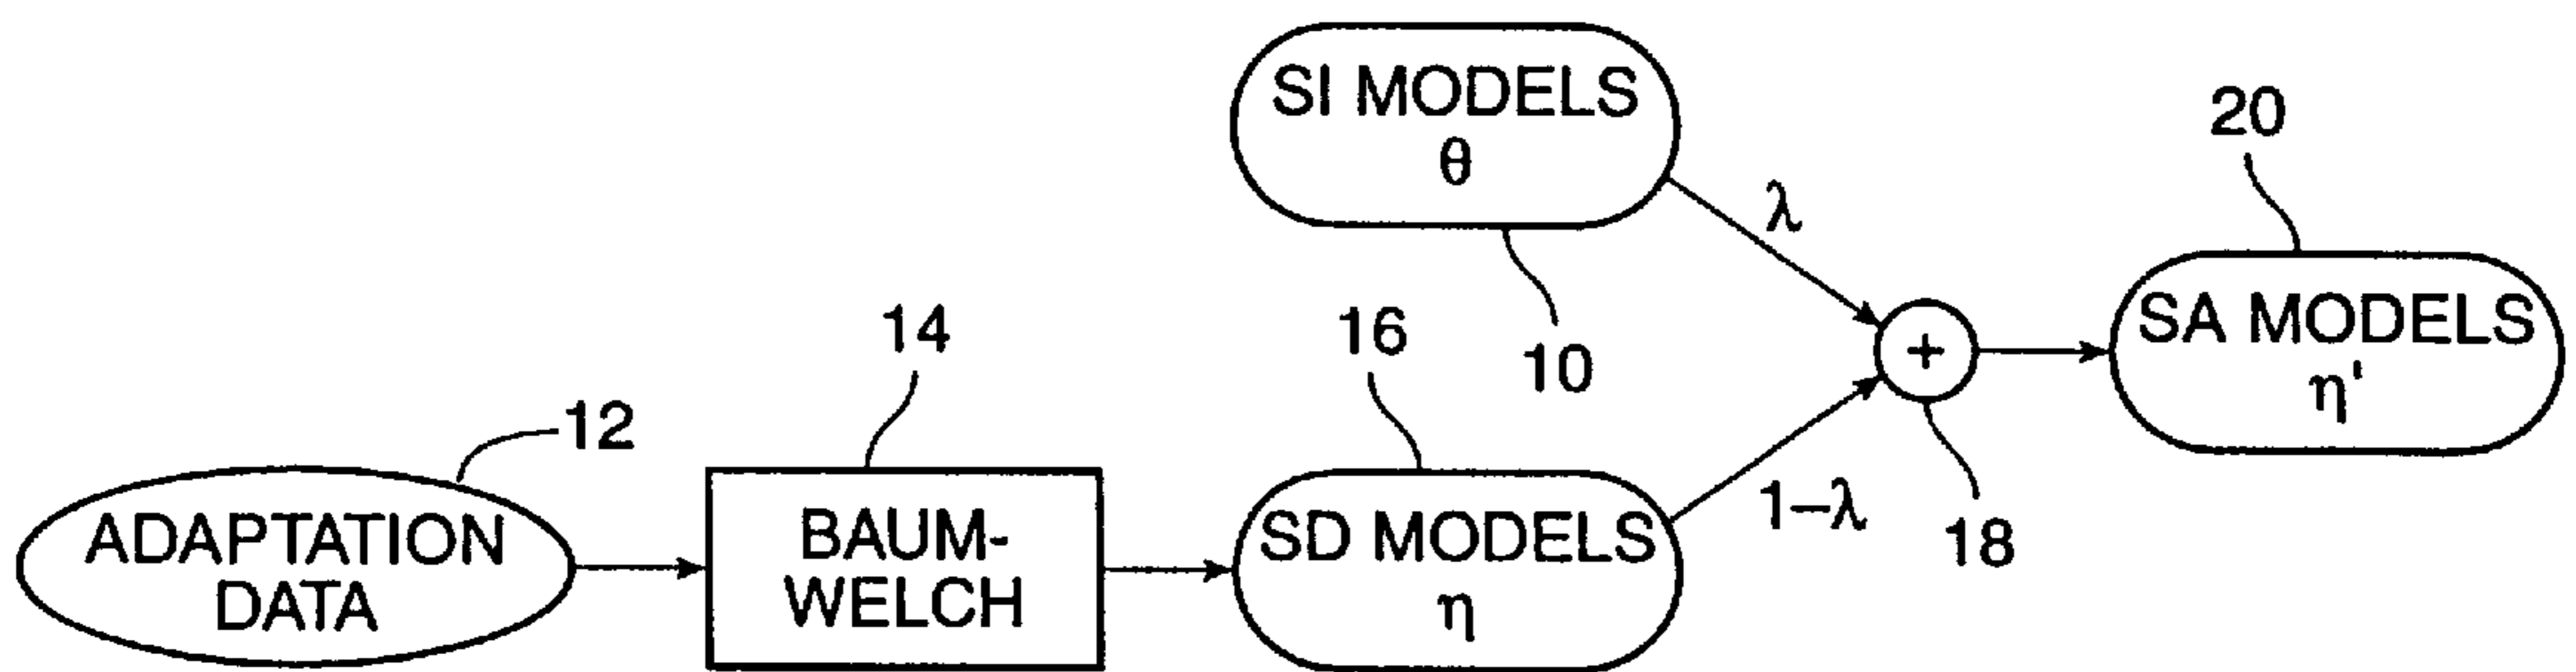 SI MODELS
θ
20
λ
10
SA MODELS
η'
+
18
12
14
16
1–λ
ADAPTATION
DATA
BAUM-
WELCH
SD MODELS
η